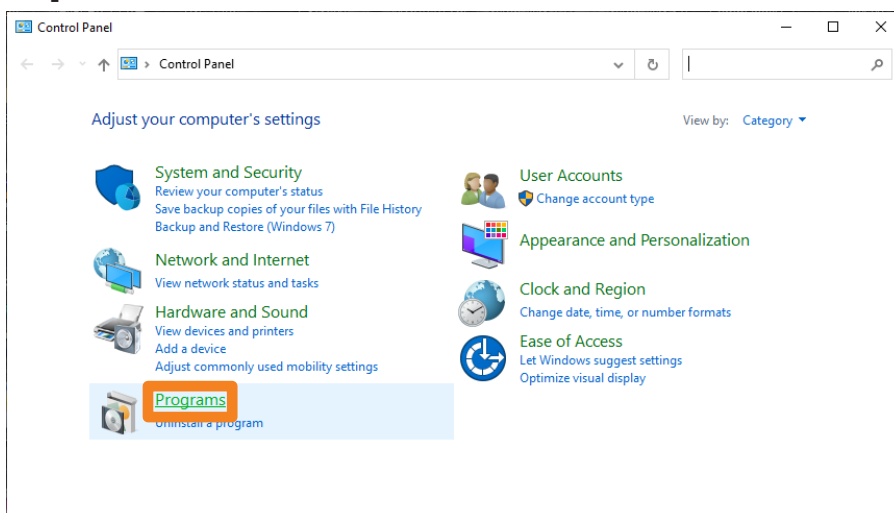 Control Panel
Control Panel
Adjust your computer's settings
View by: Category
System and Security
Review your computer's status
Save backup copies of your files with File History
Backup and Restore (Windows 7)
Network and Internet
View network status and tasks
Hardware and Sound
View devices and printers
Add a device
Adjust commonly used mobility settings
Programs
Uninstall a program
User Accounts
Change account type
Appearance and Personalization
Clock and Region
Change date, time, or number formats
Ease of Access
Let Windows suggest settings
Optimize visual display